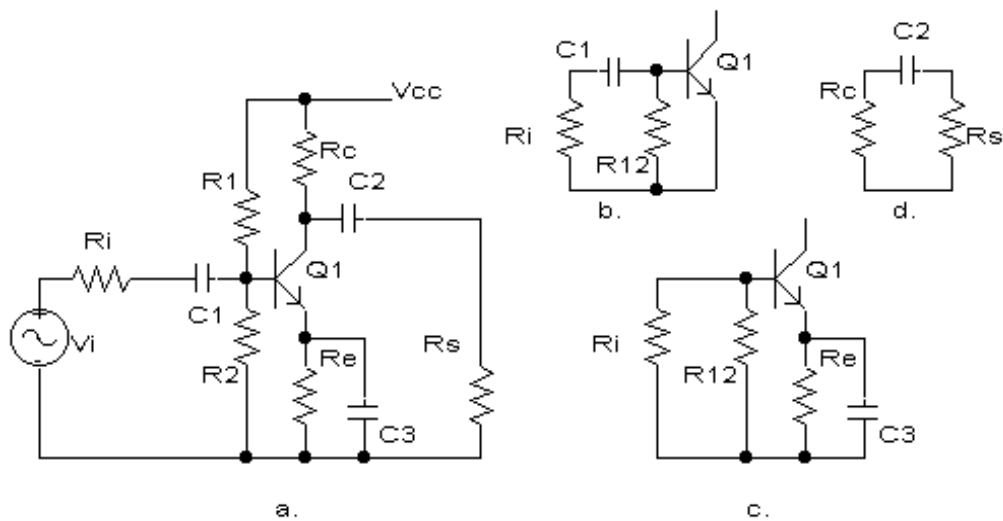 Vcc
Rc
R1
C2
Ri
Q1
C1
Vi
R2
Re
Rs
C3
a.
C1
Q1
Ri
R12
b.
C2
Rc
Rs
d.
Q1
Ri
R12
Re
C3
c.